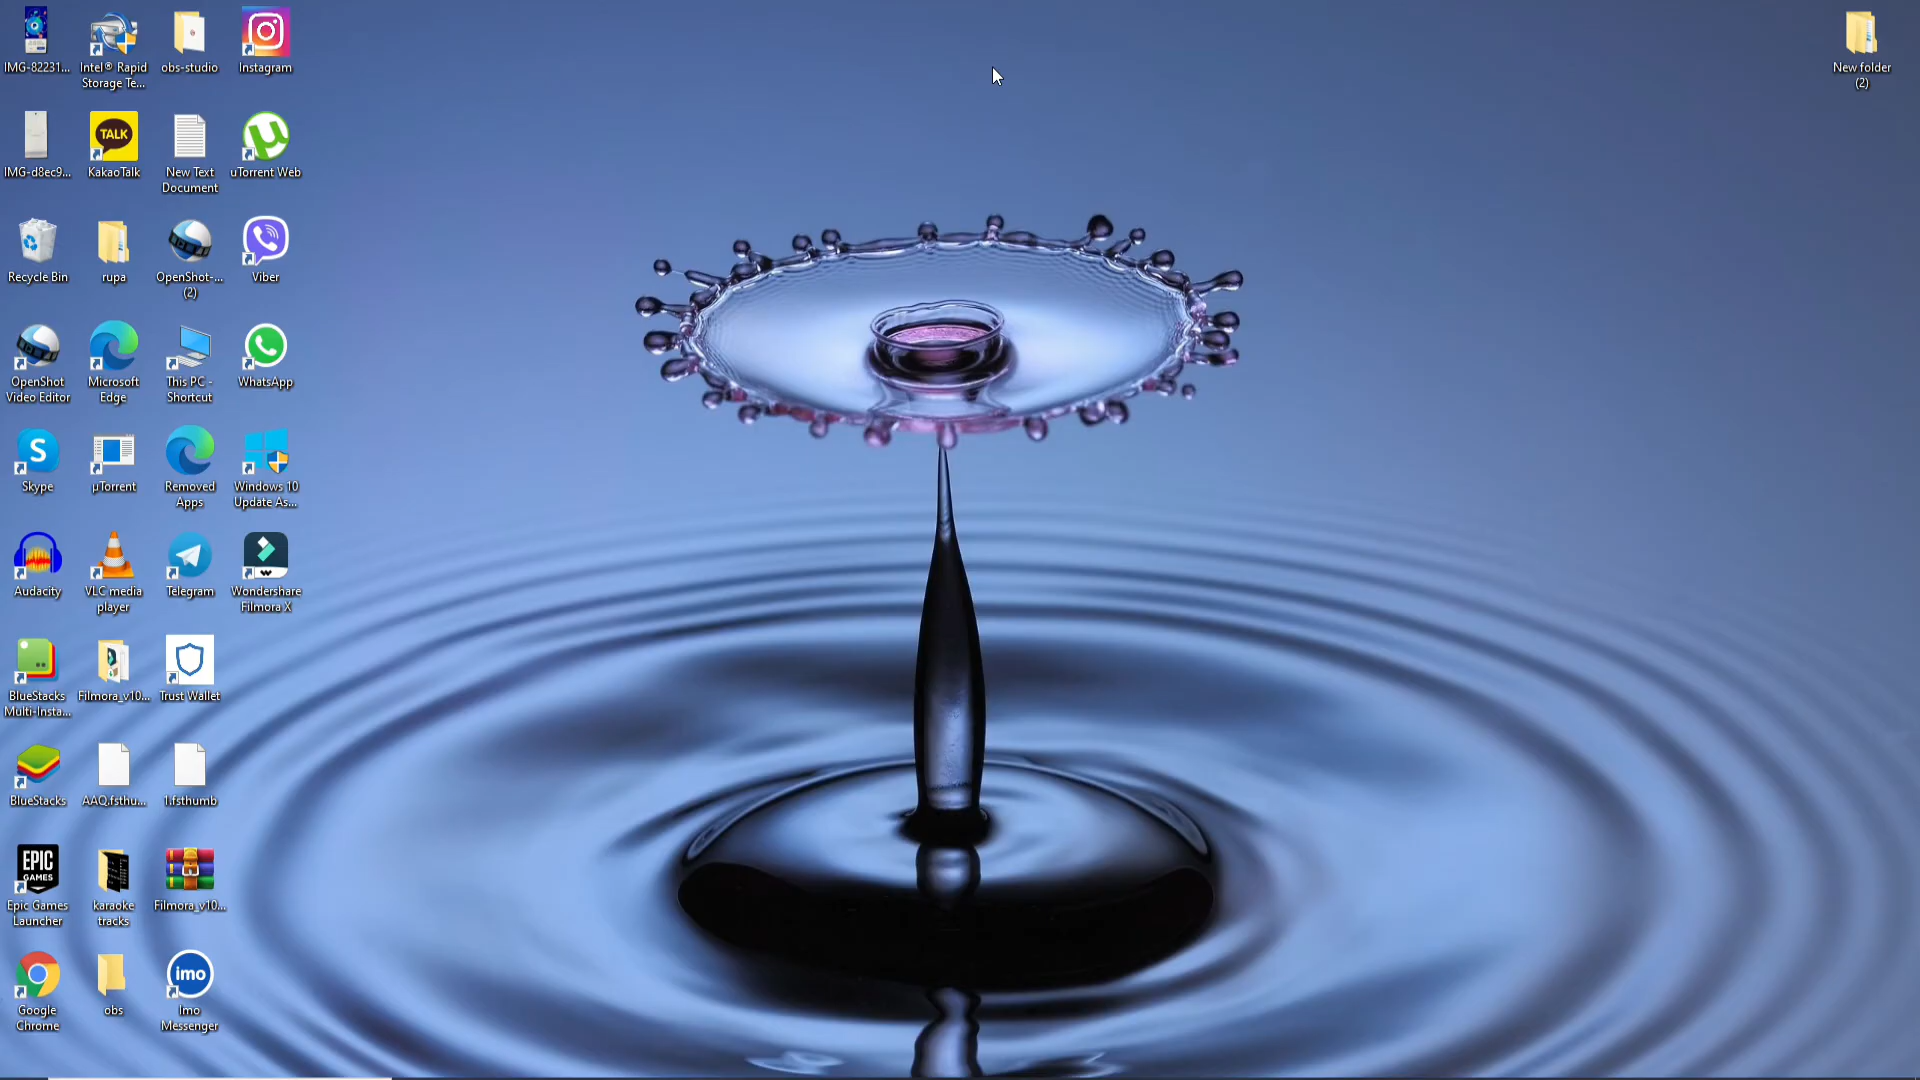 IMG-82231...
Intel® Rapid
Storage Te...
obs-studio
Instagram
New folder
(2)
IMG-d8ec9...
TALK
KakaoTalk
New Text
Document
uTorrent Web
Recycle Bin
rupa
OpenShot-...
(2)
Viber
OpenShot
Video Editor
Microsoft
Edge
This PC -
Shortcut
WhatsApp
S
Skype
µTorrent
Removed
Apps
Windows 10
Update As...
Audacity
VLC media
player
Telegram
Wondershare
Filmora X
BlueStacks
Multi-Insta...
Filmora_v10...
Trust Wallet
BlueStacks
AAQ.fsthu...
1.fsthumb
EPIC
GAMES
Epic Games
Launcher
karaoke
tracks
Filmora_v10...
Google
Chrome
obs
imo
Imo
Messenger